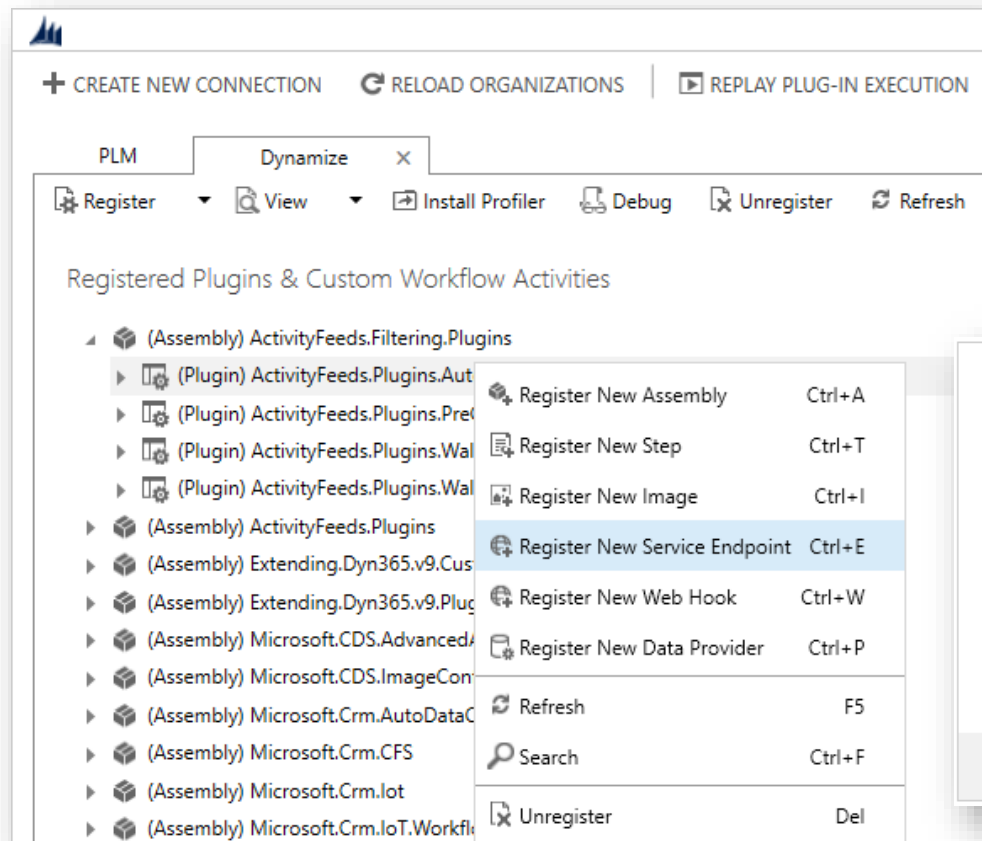 CREATE NEW CONNECTION RELOAD ORGANIZATIONS REPLAY PLUG-IN EXECUTION
PLM Dynamize
Register View Install Profiler Debug Unregister Refresh
Registered Plugins & Custom Workflow Activities
(Assembly) ActivityFeeds.Filtering.Plugins
(Plugin) ActivityFeeds.Plugins.Aut
(Plugin) ActivityFeeds.Plugins.Pre
(Plugin) ActivityFeeds.Plugins.Wal
(Plugin) ActivityFeeds.Plugins.Wal
(Assembly) ActivityFeeds.Plugins
(Assembly) Extending.Dyn365.v9.Cus
(Assembly) Extending.Dyn365.v9.Plug
(Assembly) Microsoft.CDS.Advanced
(Assembly) Microsoft.CDS.ImageCon
(Assembly) Microsoft.Crm.AutoDataC
(Assembly) Microsoft.Crm.CFS
(Assembly) Microsoft.Crm.Iot
(Assembly) Microsoft.Crm.IoT.Workfl
Register New Assembly Ctrl+A
Register New Step Ctrl+T
Register New Image Ctrl+I
Register New Service Endpoint Ctrl+E
Register New Web Hook Ctrl+W
Register New Data Provider Ctrl+P
Refresh F5
Search Ctrl+F
Unregister Del